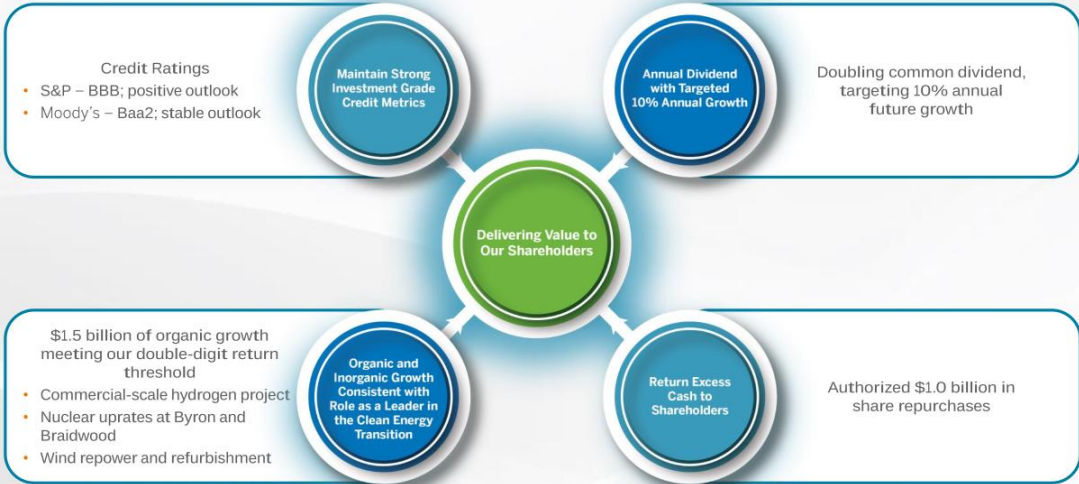 Credit Ratings
• S&P – BBB; positive outlook
• Moody's – Baa2; stable outlook
Maintain Strong
Investment Grade
Credit Metrics
Annual Dividend
with Targeted
10% Annual Growth
Doubling common dividend,
targeting 10% annual
future growth
Delivering Value to
Our Shareholders
$1.5 billion of organic growth
meeting our double-digit return
threshold
• Commercial-scale hydrogen project
• Nuclear uprates at Byron and
Braidwood
• Wind repower and refurbishment
Organic and
Inorganic Growth
Consistent with
Role as a Leader in
the Clean Energy
Transition
Return Excess
Cash to
Shareholders
Authorized $1.0 billion in
share repurchases